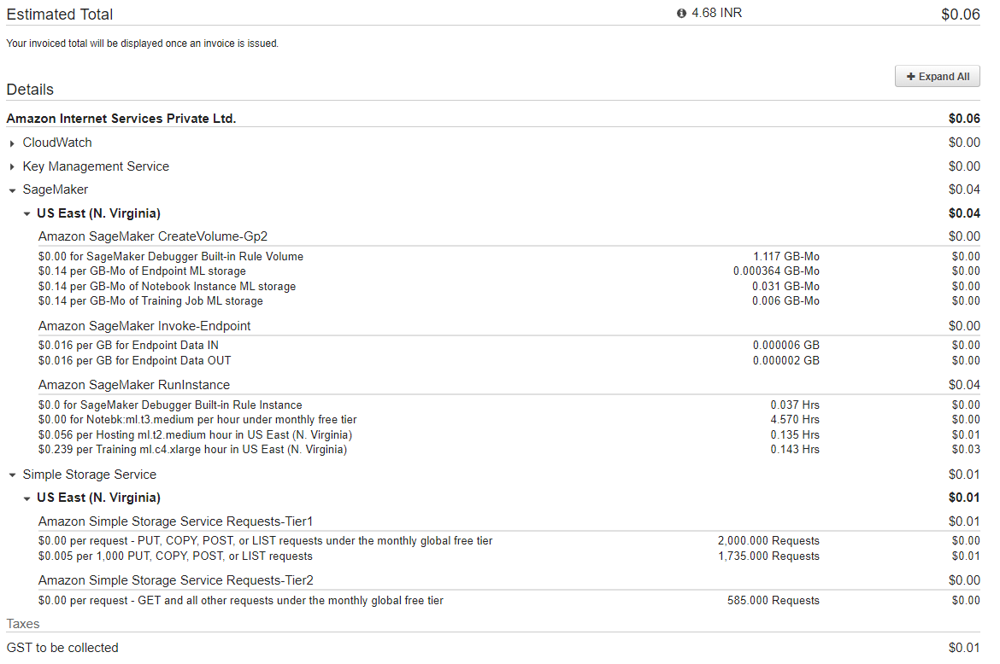 Estimated Total 4.68 INR $0.06
Your invoiced total will be displayed once an invoice is issued.
Expand All
Details
Amazon Internet Services Private Ltd. $0.06
CloudWatch $0.00
Key Management Service $0.00
SageMaker $0.04
US East (N. Virginia) $0.04
Amazon SageMaker CreateVolume-Gp2 $0.00
$0.00 for SageMaker Debugger Built-in Rule Volume 1.117 GB-Mo $0.00
$0.14 per GB-Mo of Endpoint ML storage 0.000364 GB-Mo $0.00
$0.14 per GB-Mo of Notebook Instance ML storage 0.031 GB-Mo $0.00
$0.14 per GB-Mo of Training Job ML storage 0.006 GB-Mo $0.00
Amazon SageMaker Invoke-Endpoint $0.00
$0.016 per GB for Endpoint Data IN 0.000006 GB $0.00
$0.016 per GB for Endpoint Data OUT 0.000002 GB $0.00
Amazon SageMaker RunInstance $0.04
$0.0 for SageMaker Debugger Built-in Rule Instance 0.037 Hrs $0.00
$0.00 for Notebk:ml.t3.medium per hour under monthly free tier 4.570 Hrs $0.00
$0.056 per Hosting ml.t2.medium hour in US East (N. Virginia) 0.135 Hrs $0.01
$0.239 per Training ml.c4.xlarge hour in US East (N. Virginia) 0.143 Hrs $0.03
Simple Storage Service $0.01
US East (N. Virginia) $0.01
Amazon Simple Storage Service Requests-Tier1 $0.01
$0.00 per request - PUT, COPY, POST, or LIST requests under the monthly global free tier 2,000.000 Requests $0.00
$0.005 per 1,000 PUT, COPY, POST, or LIST requests 1,735.000 Requests $0.01
Amazon Simple Storage Service Requests-Tier2 $0.00
$0.00 per request - GET and all other requests under the monthly global free tier 585.000 Requests $0.00
Taxes
GST to be collected $0.01